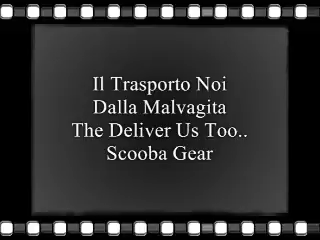 Il Trasporto Noi
Dalla Malvagita
The Deliver Us Too..
Scooba Gear